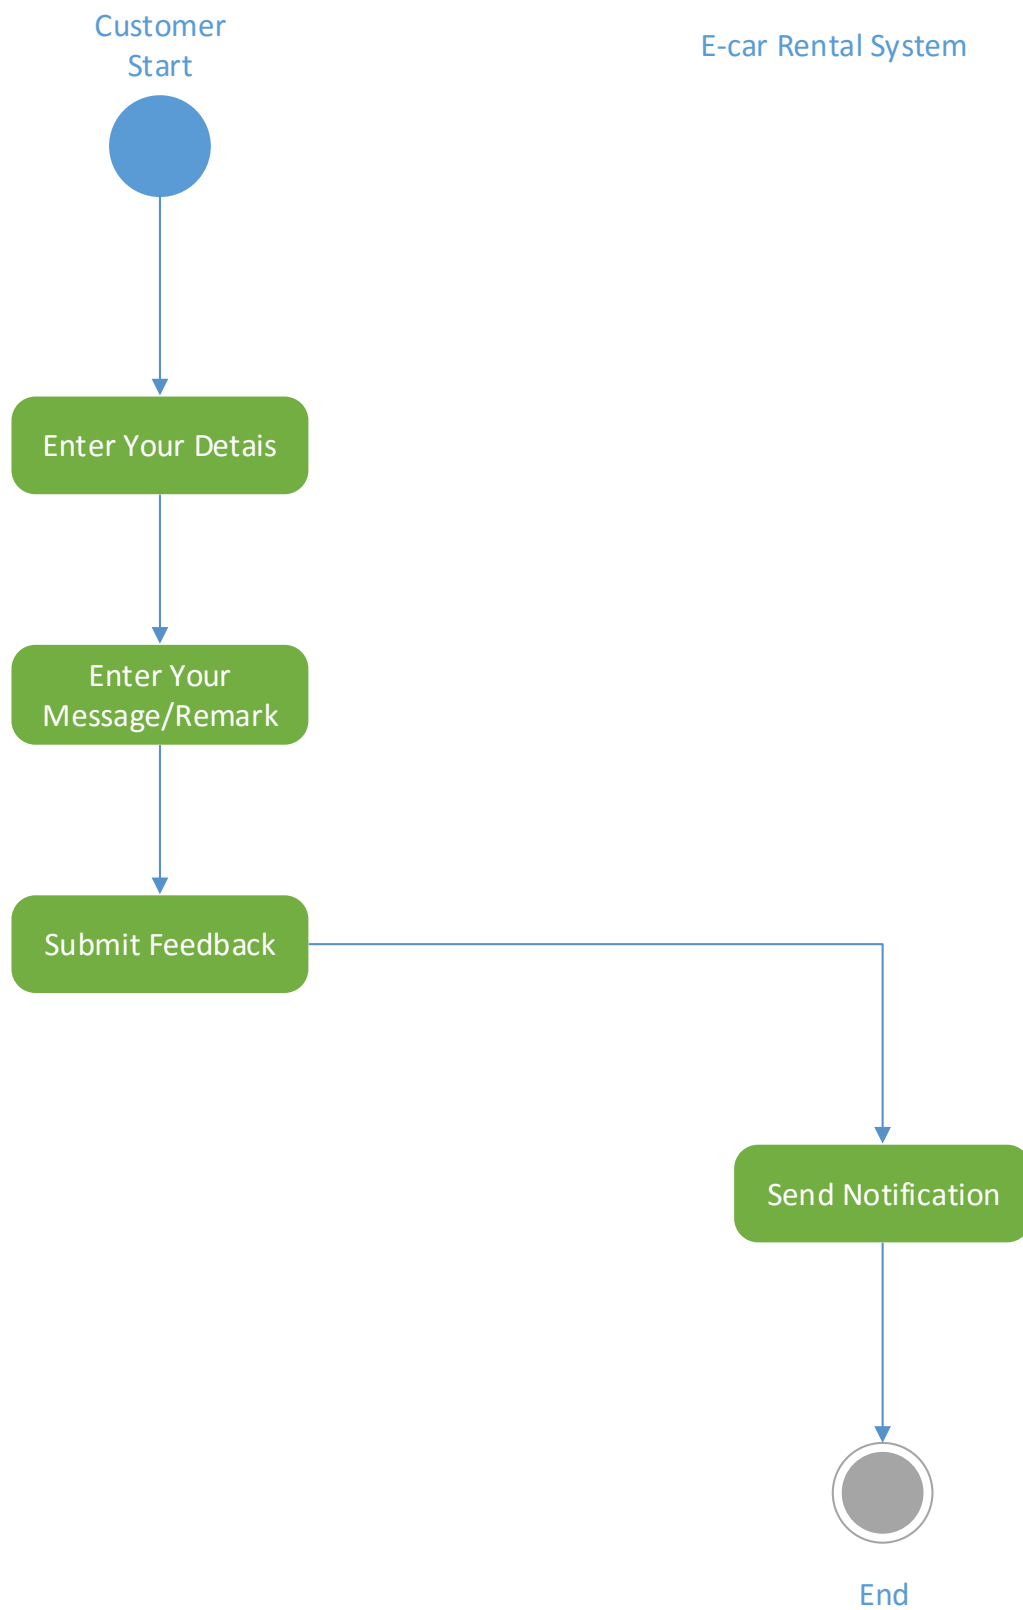 Customer
Start
E-car Rental System
Enter Your Detais
Enter Your
Message/Remark
Submit Feedback
Send Notification
End